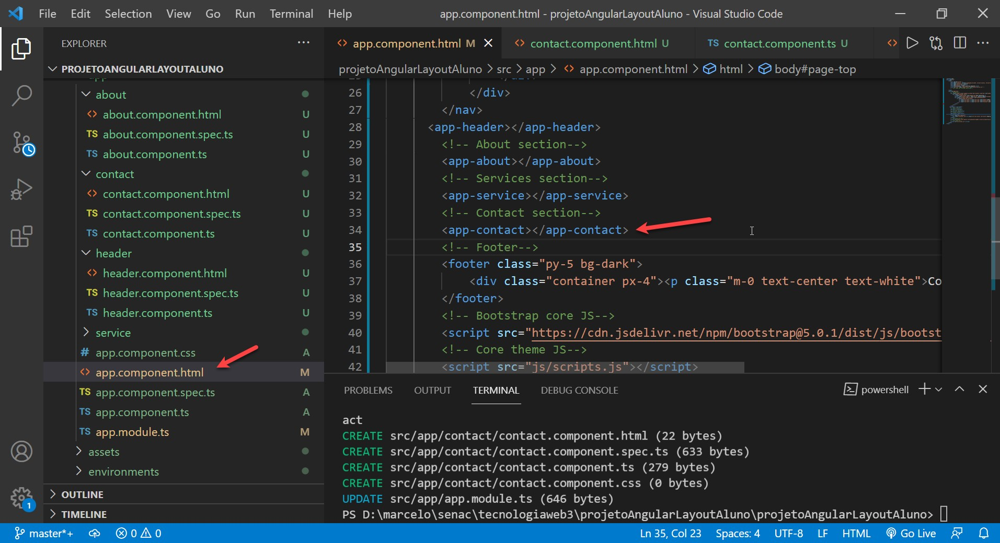 File Edit Selection View Go Run Terminal Help
app.component.html - projetoAngularLayoutAluno - Visual Studio Code
EXPLORER
PROJETOANGULARLAYOUTALUNO
app
about
about.component.html U
TS about.component.spec.ts U
TS about.component.ts U
contact
contact.component.html U
TS contact.component.spec.ts U
TS contact.component.ts U
header
header.component.html U
TS header.component.spec.ts U
TS header.component.ts U
service
# app.component.css A
app.component.html M
TS app.component.spec.ts A
TS app.component.ts A
TS app.module.ts M
assets
environments
OUTLINE
TIMELINE
1
app.component.html M
contact.component.html U
TS contact.component.ts U
projetoAngularLayoutAluno > src > app > app.component.html > html > body#page-top
26 </div>
27 </nav>
28 <app-header></app-header>
29 <!-- About section-->
30 <app-about></app-about>
31 <!-- Services section-->
32 <app-service></app-service>
33 <!-- Contact section-->
34 <app-contact></app-contact>
35 <!-- Footer-->
36 <footer class="py-5 bg-dark">
37 <div class="container px-4"><p class="m-0 text-center text-white">Co
38 </footer>
39 <!-- Bootstrap core JS-->
40 <script src="https://cdn.jsdelivr.net/npm/bootstrap@5.0.1/dist/js/bootst
41 <!-- Core theme JS-->
42 <script src="js/scripts.js"></script>
PROBLEMS OUTPUT TERMINAL DEBUG CONSOLE
powershell
act
CREATE src/app/contact/contact.component.html (22 bytes)
CREATE src/app/contact/contact.component.spec.ts (633 bytes)
CREATE src/app/contact/contact.component.ts (279 bytes)
CREATE src/app/contact/contact.component.css (0 bytes)
UPDATE src/app/app.module.ts (646 bytes)
PS D:\marcelo\senac\tecnologiaweb3\projetoAngularLayoutAluno\projetoAngularLayoutAluno>
master*+ 0 0
Ln 35, Col 23 Spaces: 4 UTF-8 LF HTML Go Live